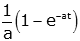 1/a(1 − e^-at)